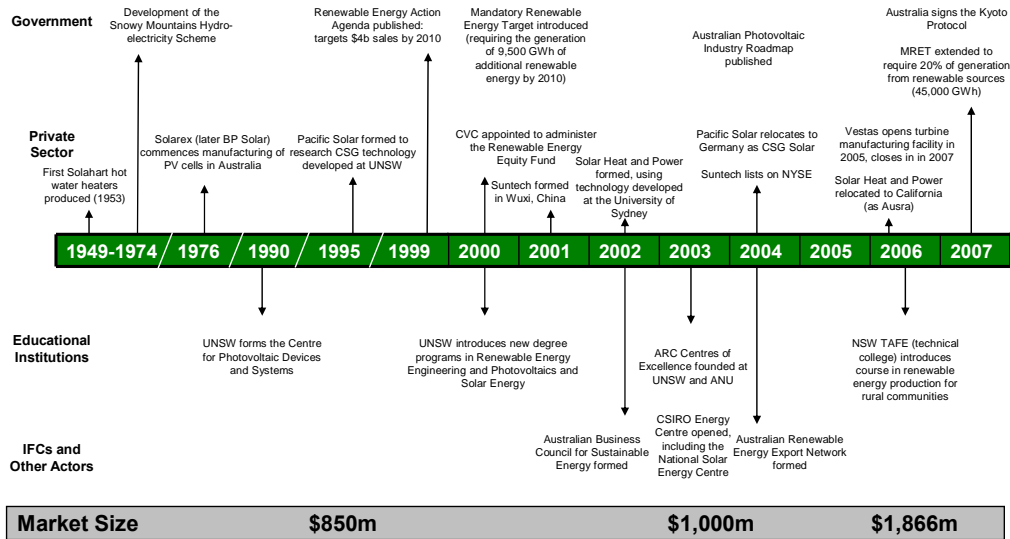 Government
Development of the
Snowy Mountains Hydro-
electricity Scheme
Renewable Energy Action
Agenda published:
targets $4b sales by 2010
Mandatory Renewable
Energy Target introduced
(requiring the generation
of 9,500 GWh of
additional renewable
energy by 2010)
Australian Photovoltaic
Industry Roadmap
published
Australia signs the Kyoto
Protocol
MRET extended to
require 20% of generation
from renewable sources
(45,000 GWh)
Private
Sector
First Solahart hot
water heaters
produced (1953)
Solarex (later BP Solar)
commences manufacturing of
PV cells in Australia
Pacific Solar formed to
research CSG technology
developed at UNSW
CVC appointed to administer
the Renewable Energy
Equity Fund
Suntech formed
in Wuxi, China
Solar Heat and Power
formed, using
technology developed
at the University of
Sydney
Pacific Solar relocates to
Germany as CSG Solar
Suntech lists on NYSE
Vestas opens turbine
manufacturing facility in
2005, closes in in 2007
Solar Heat and Power
relocated to California
(as Ausra)
1949-1974 1976 1990 1995 1999 2000 2001 2002 2003 2004 2005 2006 2007
Educational
Institutions
UNSW forms the Centre
for Photovoltaic Devices
and Systems
UNSW introduces new degree
programs in Renewable Energy
Engineering and Photovoltaics and
Solar Energy
ARC Centres of
Excellence founded at
UNSW and ANU
NSW TAFE (technical
college) introduces
course in renewable
energy production for
rural communities
IFCs and
Other Actors
Australian Business
Council for Sustainable
Energy formed
CSIRO Energy
Centre opened,
including the
National Solar
Energy Centre
Australian Renewable
Energy Export Network
formed
Market Size $850m $1,000m $1,866m